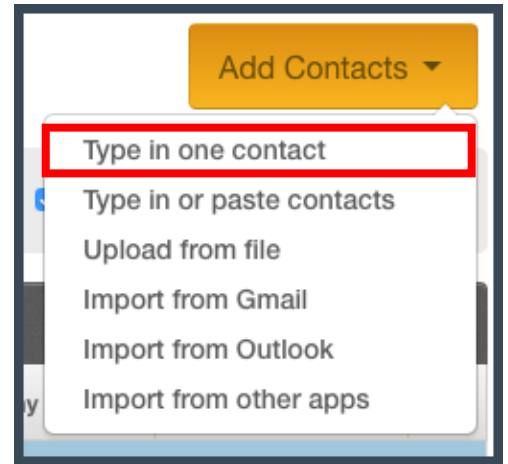 Add Contacts
Type in one contact
Type in or paste contacts
Upload from file
Import from Gmail
Import from Outlook
Import from other apps